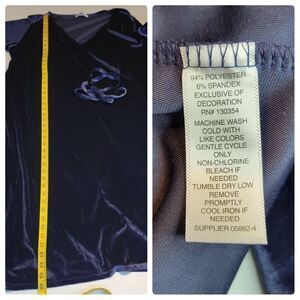 94% POLYESTER
6% SPANDEX
EXCLUSIVE OF
DECORATION
RN# 130354
MACHINE WASH
COLD WITH
LIKE COLORS
GENTLE CYCLE
ONLY
NON-CHLORINE
BLEACH IF
NEEDED
TUMBLE DRY LOW
REMOVE
PROMPTLY
COOL IRON IF
NEEDED
SUPPLIER 05982-4